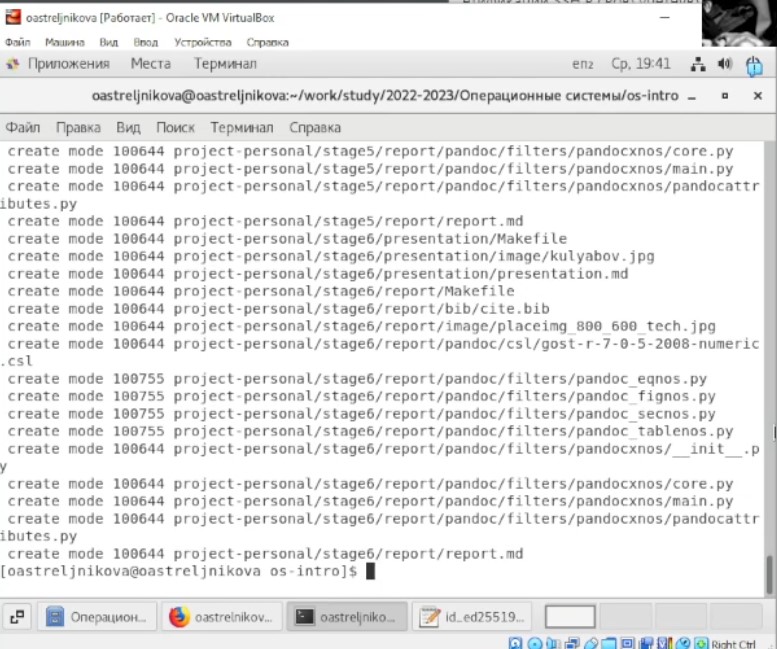 oastreljnikova [Работает] - Oracle VM VirtualBox
Файл Машина Вид Ввод Устройства Справка
Приложения Места Терминал en₂ Ср, 19:41
oastreljnikova@oastreljnikova:~/work/study/2022-2023/Операционные системы/os-intro
Файл Правка Вид Поиск Терминал Справка
create mode 100644 project-personal/stage5/report/pandoc/filters/pandocxnos/core.py
create mode 100644 project-personal/stage5/report/pandoc/filters/pandocxnos/main.py
create mode 100644 project-personal/stage5/report/pandoc/filters/pandocxnos/pandocattr
ibutes.py
create mode 100644 project-personal/stage5/report/report.md
create mode 100644 project-personal/stage6/presentation/Makefile
create mode 100644 project-personal/stage6/presentation/image/kulyabov.jpg
create mode 100644 project-personal/stage6/presentation/presentation.md
create mode 100644 project-personal/stage6/report/Makefile
create mode 100644 project-personal/stage6/report/bib/cite.bib
create mode 100644 project-personal/stage6/report/image/placeimg_800_600_tech.jpg
create mode 100644 project-personal/stage6/report/pandoc/csl/gost-r-7-0-5-2008-numeric
.csl
create mode 100755 project-personal/stage6/report/pandoc/filters/pandoc_eqnos.py
create mode 100755 project-personal/stage6/report/pandoc/filters/pandoc_fignos.py
create mode 100755 project-personal/stage6/report/pandoc/filters/pandoc_secnos.py
create mode 100755 project-personal/stage6/report/pandoc/filters/pandoc_tablenos.py
create mode 100644 project-personal/stage6/report/pandoc/filters/pandocxnos/__init__.p
y
create mode 100644 project-personal/stage6/report/pandoc/filters/pandocxnos/core.py
create mode 100644 project-personal/stage6/report/pandoc/filters/pandocxnos/main.py
create mode 100644 project-personal/stage6/report/pandoc/filters/pandocxnos/pandocattr
ibutes.py
create mode 100644 project-personal/stage6/report/report.md
[oastreljnikova@oastreljnikova os-intro]$
Операцион... oastrelnikov... oastreljniko... id_ed25519...
Right Ctrl